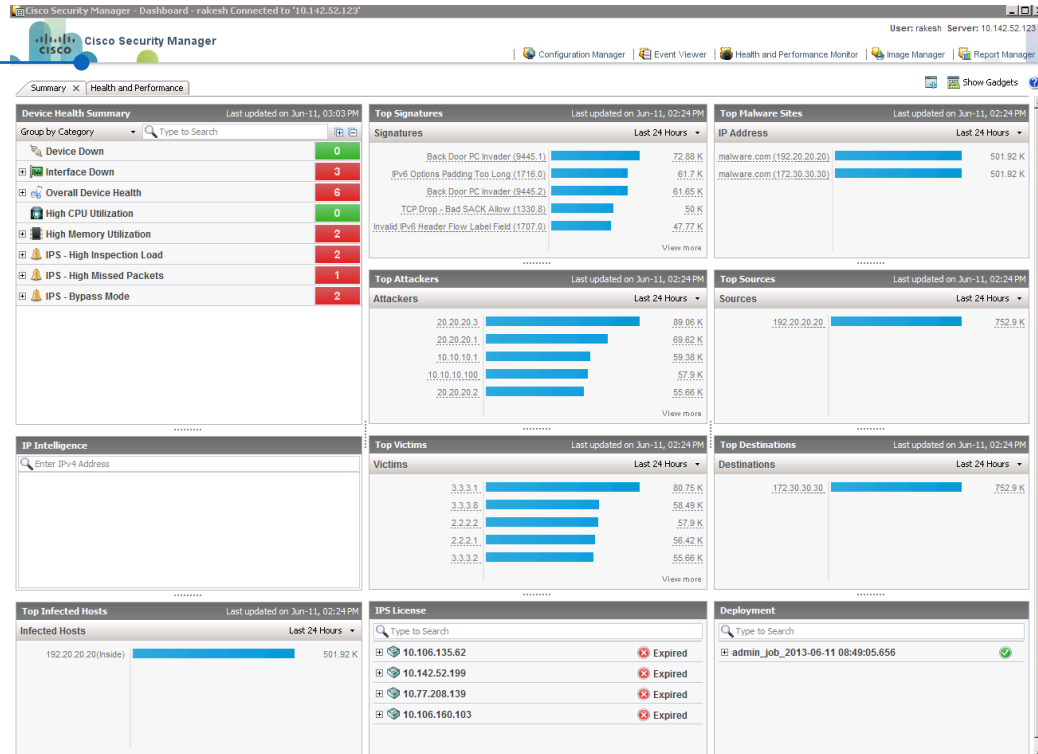 Cisco Security Manager - Dashboard - rakesh Connected to '10.142.52.123'
User: rakesh Server: 10.142.52.123
CISCO
Cisco Security Manager
Configuration Manager
Event Viewer
Health and Performance Monitor
Image Manager
Report Manager
Summary
Health and Performance
Show Gadgets
Device Health Summary
Last updated on Jun-11, 03:03 PM
Group by Category
Type to Search
Device Down 0
Interface Down 3
Overall Device Health 6
High CPU Utilization 0
High Memory Utilization 2
IPS - High Inspection Load 2
IPS - High Missed Packets 1
IPS - Bypass Mode 2
Top Signatures
Last updated on Jun-11, 02:24 PM
Signatures
Last 24 Hours
Back Door PC Invader (9445.1) 72.88 K
IPv6 Options Padding Too Long (1716.0) 61.7 K
Back Door PC Invader (9445.2) 61.65 K
TCP Drop - Bad SACK Allow (1330.8) 50 K
Invalid IPv6 Header Flow Label Field (1707.0) 47.77 K
View more
Top Malware Sites
Last updated on Jun-11, 02:24 PM
IP Address
Last 24 Hours
malware.com (192.20.20.20) 501.92 K
malware.com (172.30.30.30) 501.92 K
Top Attackers
Last updated on Jun-11, 02:24 PM
Attackers
Last 24 Hours
20.20.20.3 89.06 K
20.20.20.1 69.62 K
10.10.10.1 59.38 K
10.10.10.100 57.9 K
20.20.20.2 55.66 K
View more
Top Sources
Last updated on Jun-11, 02:24 PM
Sources
Last 24 Hours
192.20.20.20 752.9 K
IP Intelligence
Enter IPv4 Address
Top Victims
Last updated on Jun-11, 02:24 PM
Victims
Last 24 Hours
3.3.3.1 80.75 K
3.3.3.8 58.49 K
2.2.2.2 57.9 K
2.2.2.1 56.42 K
3.3.3.2 55.66 K
View more
Top Destinations
Last updated on Jun-11, 02:24 PM
Destinations
Last 24 Hours
172.30.30.30 752.9 K
Top Infected Hosts
Last updated on Jun-11, 02:24 PM
Infected Hosts
Last 24 Hours
192.20.20.20(Inside) 501.92 K
IPS License
Type to Search
10.106.135.62 Expired
10.142.52.199 Expired
10.77.208.139 Expired
10.106.160.103 Expired
Deployment
Type to Search
admin_job_2013-06-11 08:49:05.656